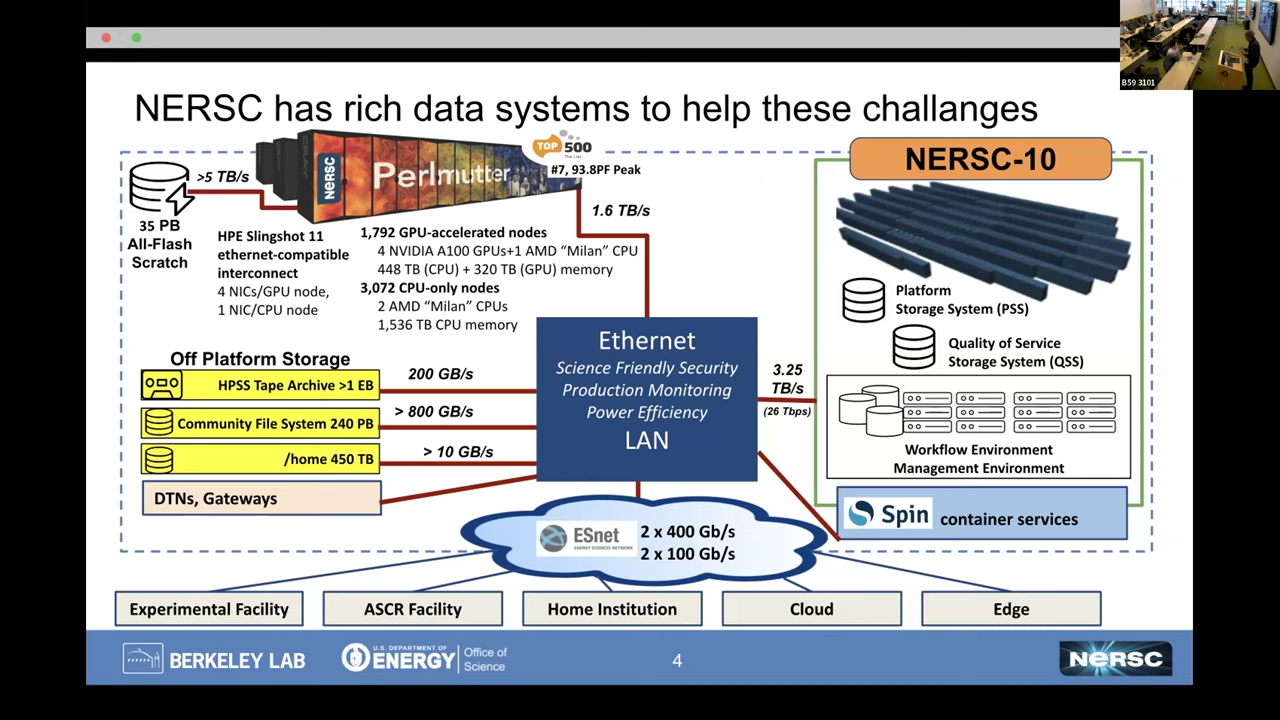 B59 3101
NERSC has rich data systems to help these challanges
>5 TB/s
NERSC
Perlmutter
TOP 500
The List
#7, 93.8PF Peak
1.6 TB/s
35 PB
All-Flash
Scratch
HPE Slingshot 11
ethernet-compatible
interconnect
4 NICs/GPU node,
1 NIC/CPU node
1,792 GPU-accelerated nodes
4 NVIDIA A100 GPUs+1 AMD “Milan” CPU
448 TB (CPU) + 320 TB (GPU) memory
3,072 CPU-only nodes
2 AMD “Milan” CPUs
1,536 TB CPU memory
NERSC-10
Platform
Storage System (PSS)
Quality of Service
Storage System (QSS)
Workflow Environment
Management Environment
Spin container services
Off Platform Storage
HPSS Tape Archive >1 EB
200 GB/s
Community File System 240 PB
> 800 GB/s
/home 450 TB
> 10 GB/s
DTNs, Gateways
Ethernet
Science Friendly Security
Production Monitoring
Power Efficiency
LAN
3.25
TB/s
(26 Tbps)
ESnet
ENERGY SCIENCES NETWORK
2 x 400 Gb/s
2 x 100 Gb/s
Experimental Facility
ASCR Facility
Home Institution
Cloud
Edge
BERKELEY LAB
U.S. DEPARTMENT OF
ENERGY
Office of
Science
4
NERSC